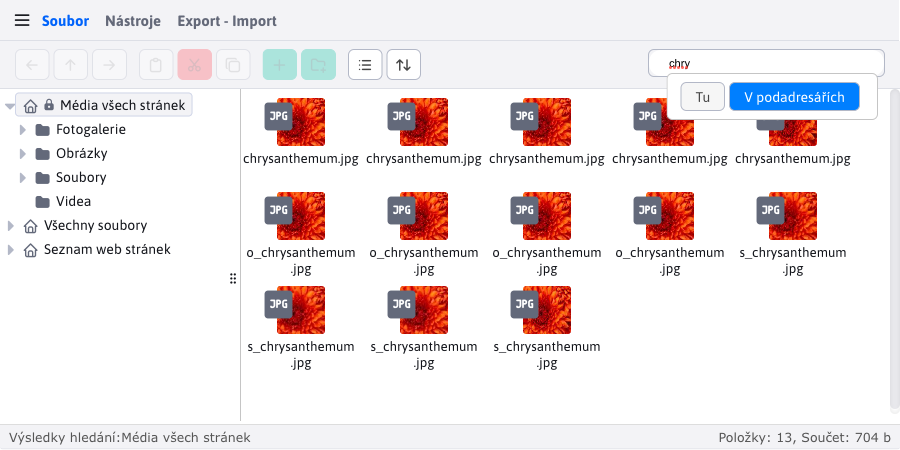 Soubor Nástroje Export - Import
chry
Tu V podadresářích
Média všech stránek
Fotogalerie
Obrázky
Soubory
Videa
Všechny soubory
Seznam web stránek
JPG JPG JPG JPG
chrysanthemum.jpg chrysanthemum.jpg chrysanthemum.jpg chrysanthemum.jpg chrysanthemum.jpg
JPG JPG JPG JPG JPG
o_chrysanthemum o_chrysanthemum o_chrysanthemum o_chrysanthemum s_chrysanthemum
.jpg .jpg .jpg .jpg .jpg
JPG JPG JPG
s_chrysanthemum s_chrysanthemum s_chrysanthemum
.jpg .jpg .jpg
Výsledky hledání:Média všech stránek Položky: 13, Součet: 704 b